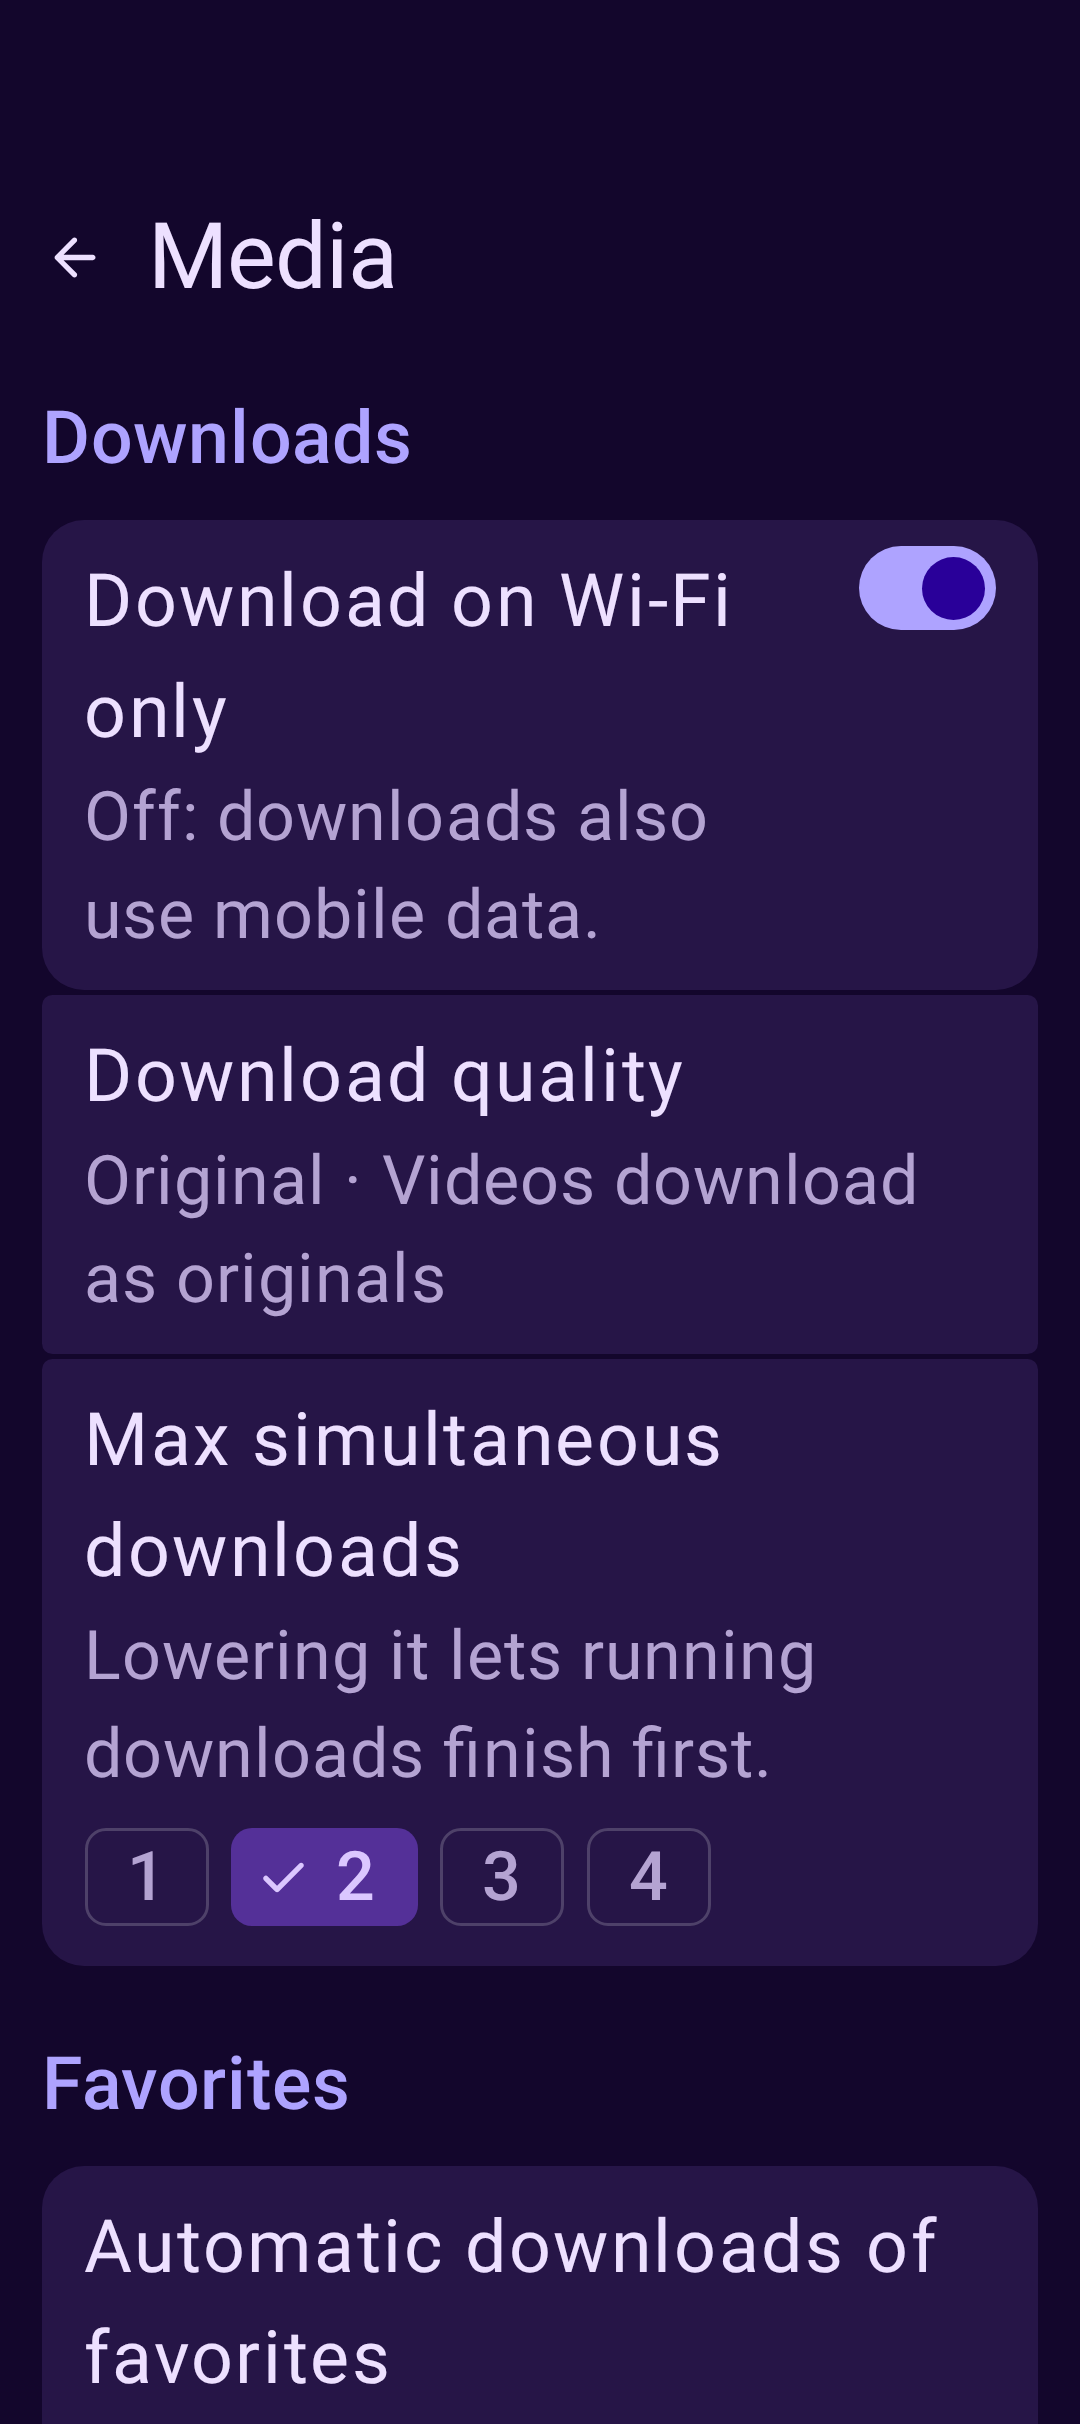 Media
Downloads
Download on Wi-Fi
only
Off: downloads also
use mobile data.
Download quality
Original · Videos download
as originals
Max simultaneous
downloads
Lowering it lets running
downloads finish first.
1 2 3 4
Favorites
Automatic downloads of
favorites